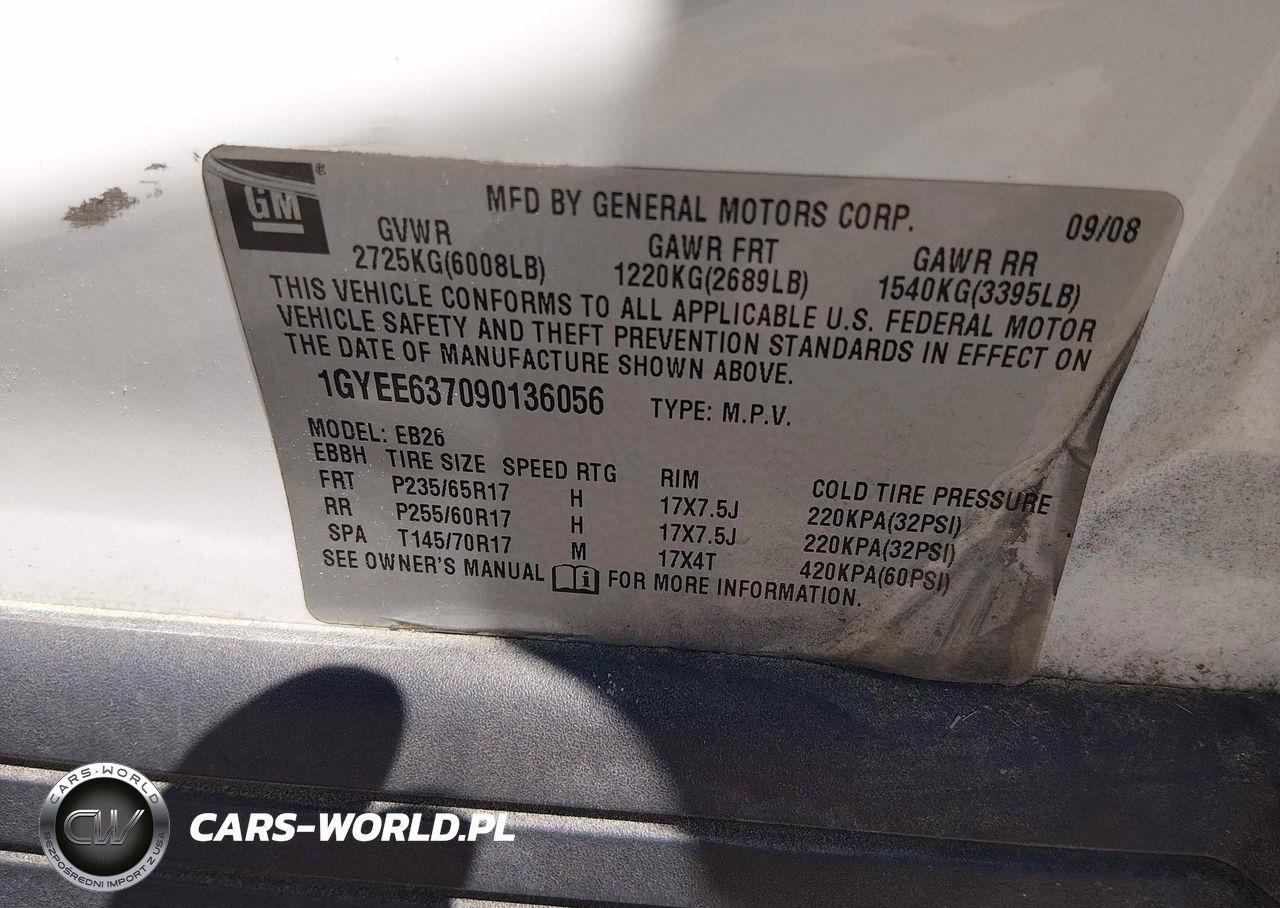 GM®
MFD BY GENERAL MOTORS CORP.
09/08
GVWR GAWR FRT GAWR RR
2725KG(6008LB) 1220KG(2689LB) 1540KG(3395LB)
THIS VEHICLE CONFORMS TO ALL APPLICABLE U.S. FEDERAL MOTOR
VEHICLE SAFETY AND THEFT PREVENTION STANDARDS IN EFFECT ON
THE DATE OF MANUFACTURE SHOWN ABOVE.
1GYEE637090136056 TYPE: M.P.V.
MODEL: EB26
EBBH TIRE SIZE SPEED RTG RIM COLD TIRE PRESSURE
FRT P235/65R17 H 17X7.5J 220KPA(32PSI)
RR P255/60R17 H 17X7.5J 220KPA(32PSI)
SPA T145/70R17 M 17X4T 420KPA(60PSI)
SEE OWNER'S MANUAL FOR MORE INFORMATION.
CARS-WORLD
CW
BEZPOŚREDNI IMPORT Z USA
CARS-WORLD.PL